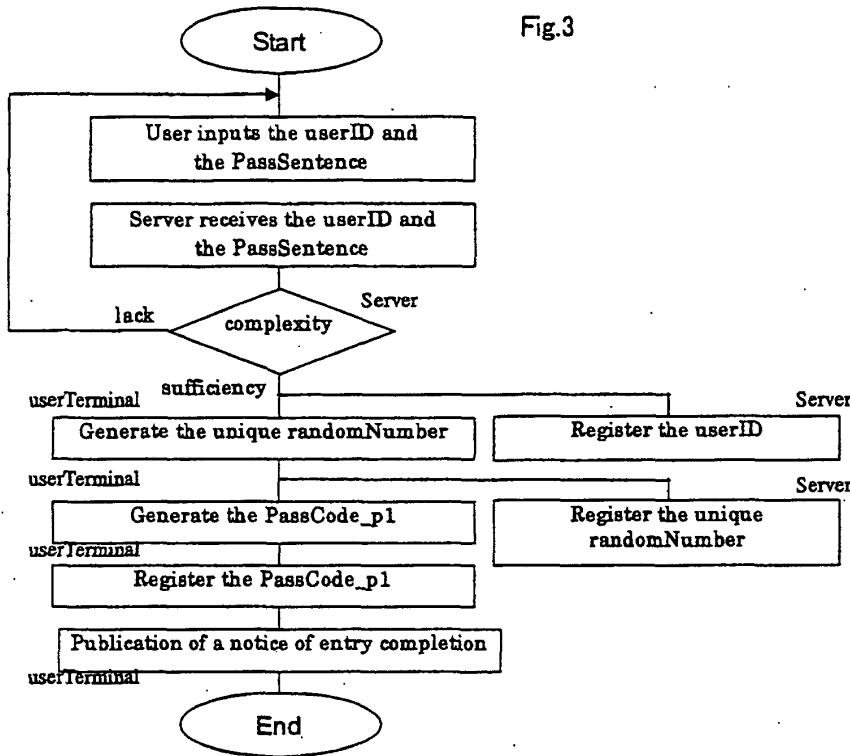 Fig.3
Start
User inputs the userID and
the PassSentence
Server receives the userID and
the PassSentence
Server
lack
complexity
sufficiency
userTerminal
Server
Generate the unique randomNumber
Register the userID
userTerminal
Server
Generate the PassCode_p1
Register the unique
randomNumber
userTerminal
Register the PassCode_p1
Publication of a notice of entry completion
userTerminal
End